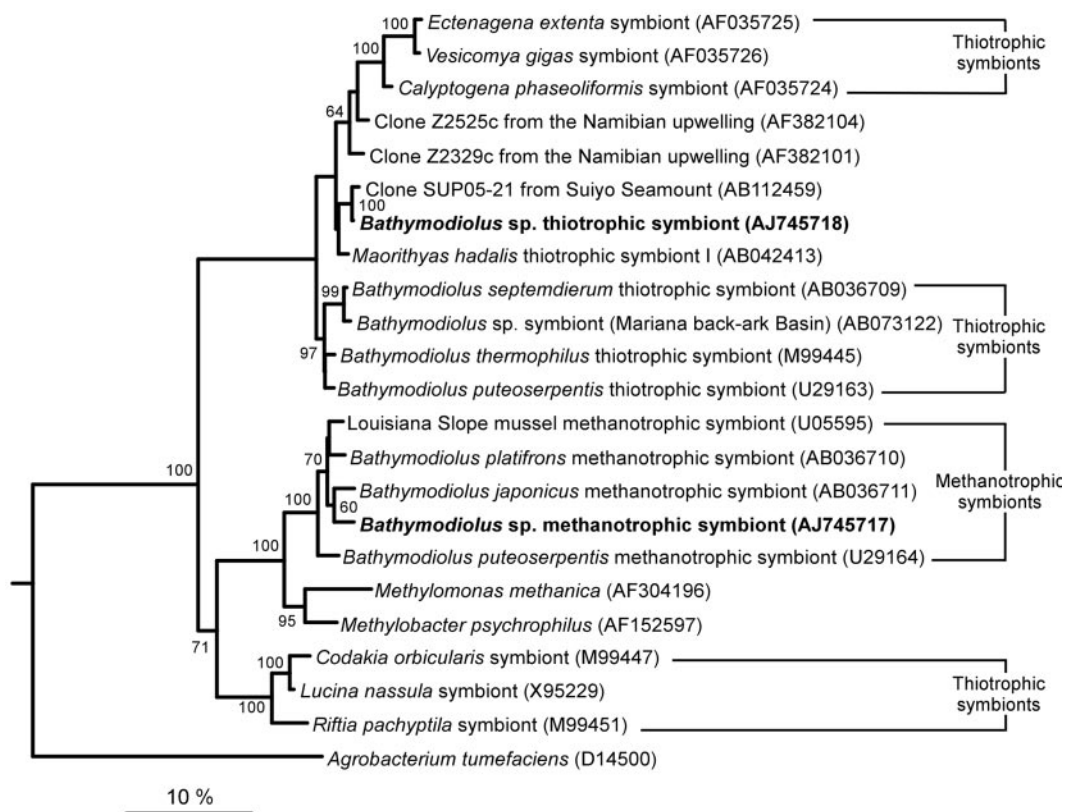 100
Ectenagena extenta symbiont (AF035725)
Thiotrophic
symbionts
100
Vesicomya gigas symbiont (AF035726)
Calyptogena phaseoliformis symbiont (AF035724)
64
Clone Z2525c from the Namibian upwelling (AF382104)
Clone Z2329c from the Namibian upwelling (AF382101)
Clone SUP05-21 from Suiyo Seamount (AB112459)
100
Bathymodiolus sp. thiotrophic symbiont (AJ745718)
Maorithyas hadalis thiotrophic symbiont I (AB042413)
99
Bathymodiolus septemdierum thiotrophic symbiont (AB036709)
Bathymodiolus sp. symbiont (Mariana back-ark Basin) (AB073122)
Thiotrophic
symbionts
97
Bathymodiolus thermophilus thiotrophic symbiont (M99445)
Bathymodiolus puteoserpentis thiotrophic symbiont (U29163)
Louisiana Slope mussel methanotrophic symbiont (U05595)
70
Bathymodiolus platifrons methanotrophic symbiont (AB036710)
100
Bathymodiolus japonicus methanotrophic symbiont (AB036711)
Methanotrophic
symbionts
60
Bathymodiolus sp. methanotrophic symbiont (AJ745717)
100
Bathymodiolus puteoserpentis methanotrophic symbiont (U29164)
100
Methylomonas methanica (AF304196)
95
Methylobacter psychrophilus (AF152597)
71
100
Codakia orbicularis symbiont (M99447)
Lucina nassula symbiont (X95229)
Thiotrophic
symbionts
100
Riftia pachyptila symbiont (M99451)
Agrobacterium tumefaciens (D14500)
10 %